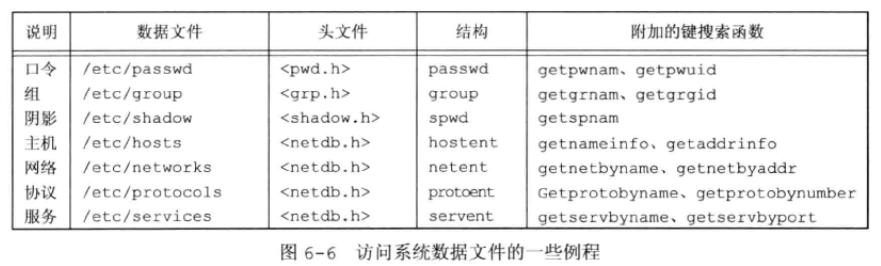 说明 数据文件 头文件 结构 附加的键搜索函数
口令 /etc/passwd <pwd.h> passwd getpwnam、getpwuid
组 /etc/group <grp.h> group getgrnam、getgrgid
阴影 /etc/shadow <shadow.h> spwd getspnam
主机 /etc/hosts <netdb.h> hostent getnameinfo、getaddrinfo
网络 /etc/networks <netdb.h> netent getnetbyname、getnetbyaddr
协议 /etc/protocols <netdb.h> protoent Getprotobyname、getprotobynumber
服务 /etc/services <netdb.h> servent getservbyname、getservbyport
图 6-6 访问系统数据文件的一些例程